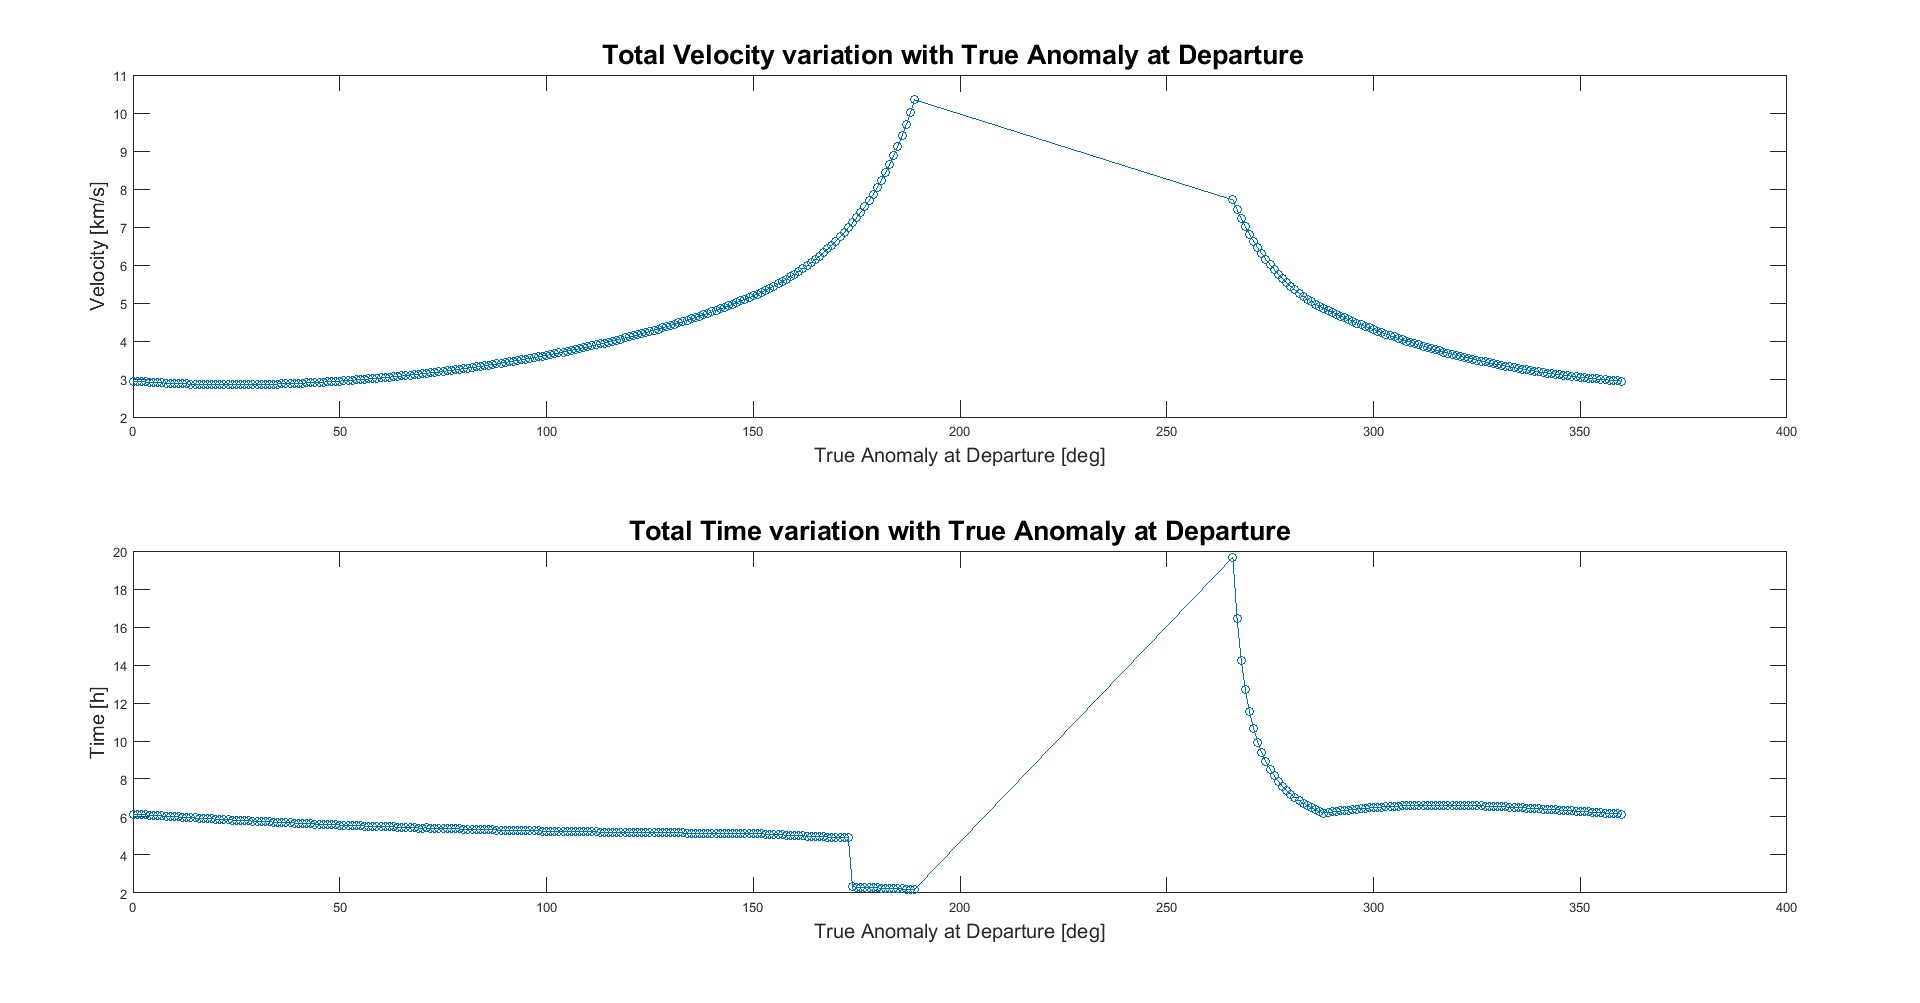 Total Velocity variation with True Anomaly at Departure
11
10
9
8
7
6
5
4
3
2
Velocity [km/s]
0 50 100 150 200 250 300 350 400
True Anomaly at Departure [deg]
Total Time variation with True Anomaly at Departure
20
18
16
14
12
10
8
6
4
2
Time [h]
0 50 100 150 200 250 300 350 400
True Anomaly at Departure [deg]